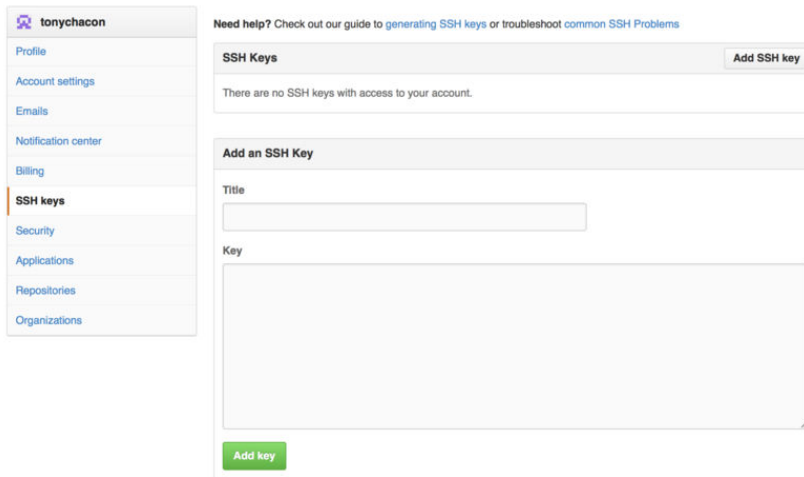 tonychacon
Profile
Account settings
Emails
Notification center
Billing
SSH keys
Security
Applications
Repositories
Organizations
Need help? Check out our guide to generating SSH keys or troubleshoot common SSH Problems
SSH Keys
Add SSH key
There are no SSH keys with access to your account.
Add an SSH Key
Title
Key
Add key